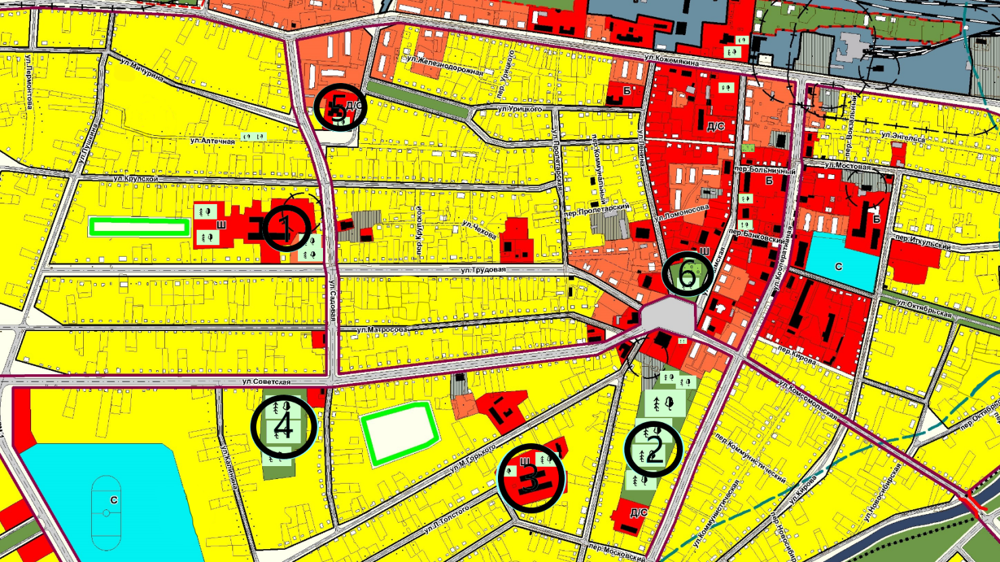 ул.Кожемякина
ул.Лермонтова
ул.Мичурина
ул.Железнодорожная
пер.Урицкого
Б
5
Д/С
ул.Урицкого
Д/С
ул.Пушкина
ул.Аптечная
ул.Пролетарская
пер.Коммунальный
ул.Ленина
пер.Вокзальный
ул.Энгельса
ул.Мостовая
пер.Больничный
Б
ул.Крупской
пер.Пролетарский
ул.Ломоносова
Ш
1
пер.Крупской
ул.Чехова
пер.Банковский
ул.Кооперативная
Б
пер.Иткульский
Ш
С
6
ул.Трудовая
ул.Садовая
ул.Октябрьская
ул.Матросова
пер.Кирова
ул.Советская
ул.Комсомольская
4
2
ул.Калинина
ул.М.Горького
Ш
3
пер.Коммунистический
ул.Кирова
ул.Новосибирская
С
Д/С
ул.Л.Толстого
ул.Коммунистическая
пер.Московский